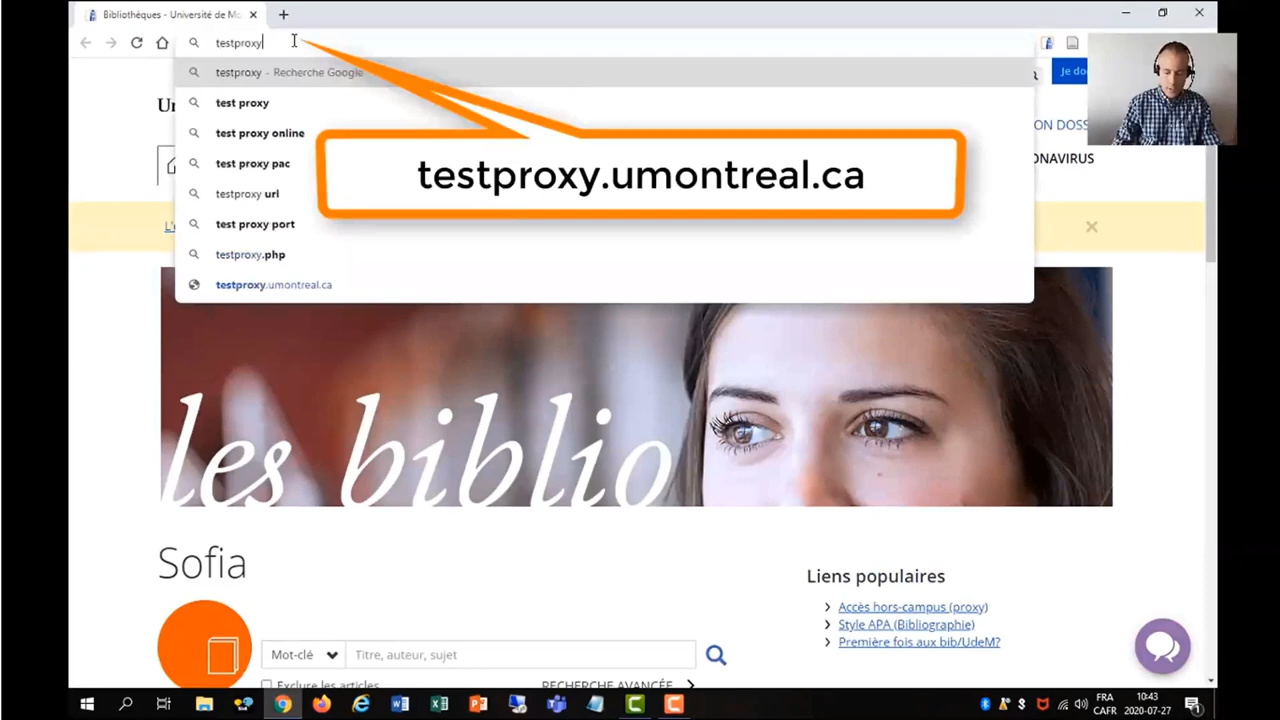 Bibliothèques - Université de Mo
testproxy
testproxy - Recherche Google
Je do
test proxy
test proxy online
ON DOSS
test proxy pac
testproxy.umontreal.ca
ONAVIRUS
testproxy url
test proxy port
L'
testproxy.php
testproxy.umontreal.ca
les biblio
Sofia
Liens populaires
Accès hors-campus (proxy)
Style APA (Bibliographie)
Première fois aux bib/UdeM?
Mot-clé
Titre, auteur, sujet
Exclure les articles
RECHERCHE AVANCÉE
FRA
CAFR
10:43
2020-07-27